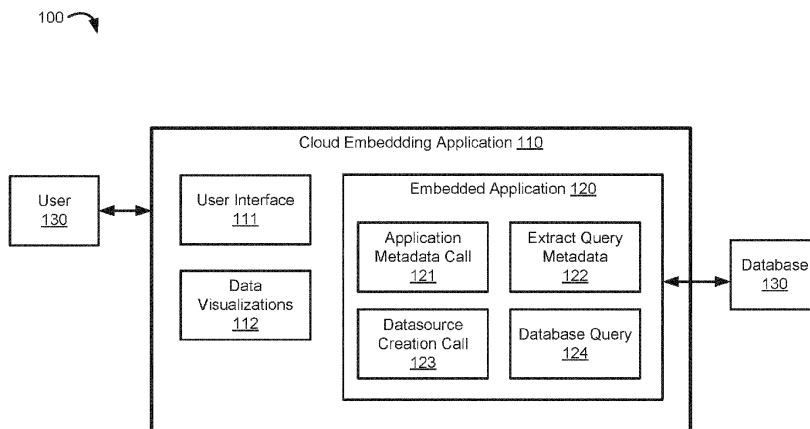 100
Cloud Embeddding Application 110
User
130
User Interface
111
Data
Visualizations
112
Embedded Application 120
Application
Metadata Call
121
Extract Query
Metadata
122
Datasource
Creation Call
123
Database Query
124
Database
130